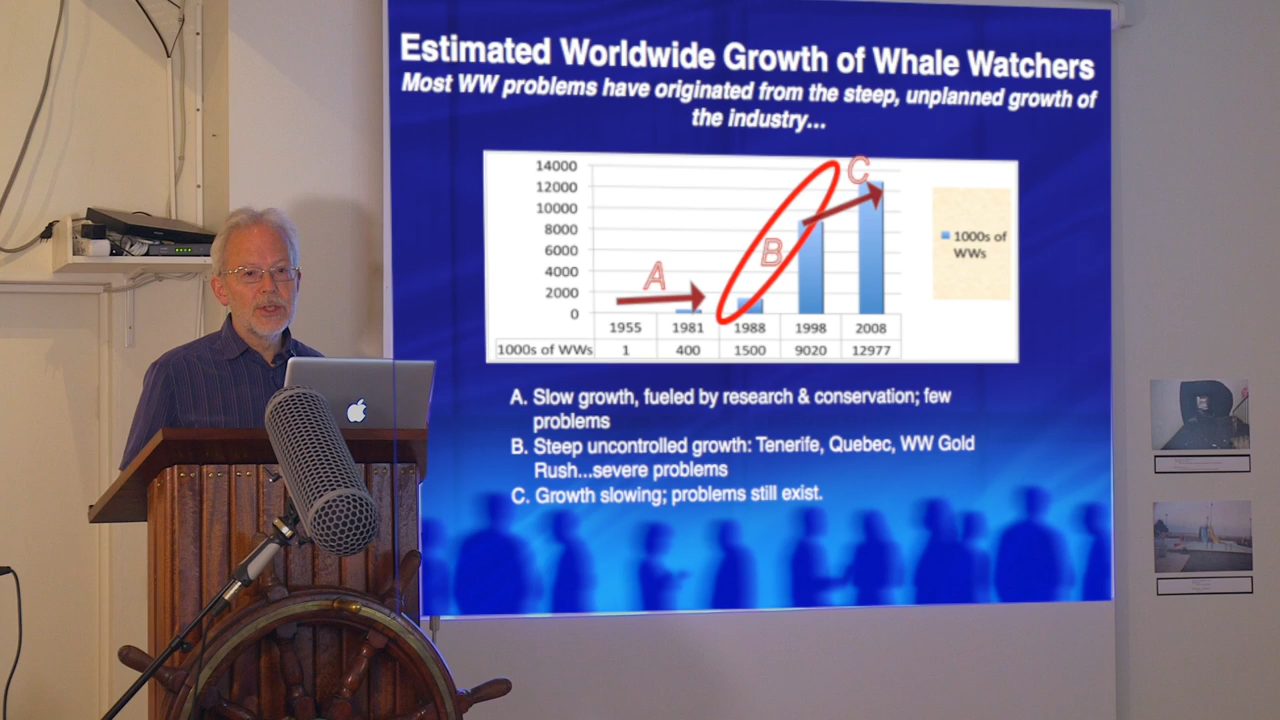 Estimated Worldwide Growth of Whale Watchers
Most WW problems have originated from the steep, unplanned growth of
the industry...
14000
12000
10000
8000
6000
4000
2000
0
A
B
C
1000s of
WWs
1955 1981 1988 1998 2008
1000s of WWs 1 400 1500 9020 12977
A. Slow growth, fueled by research & conservation; few
problems
B. Steep uncontrolled growth: Tenerife, Quebec, WW Gold
Rush...severe problems
C. Growth slowing; problems still exist.